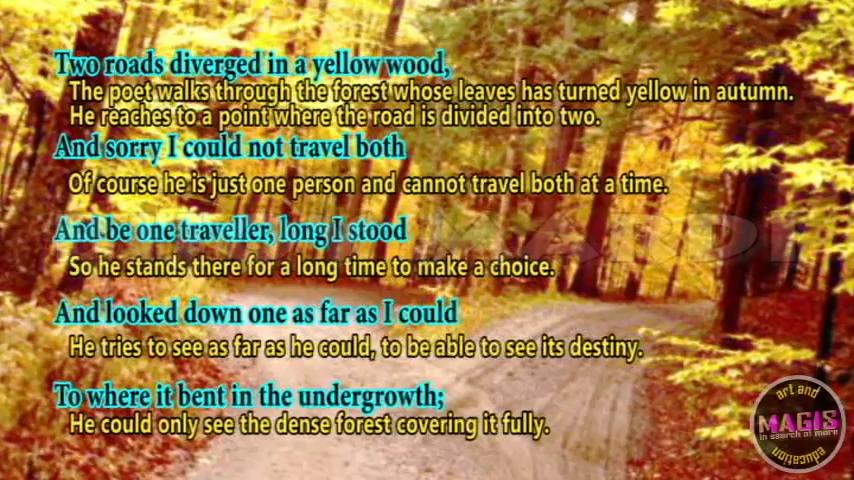 Two roads diverged in a yellow wood,
The poet walks through the forest whose leaves has turned yellow in autumn.
He reaches to a point where the road is divided into two.
And sorry I could not travel both
Of course he is just one person and cannot travel both at a time.
And be one traveller, long I stood
So he stands there for a long time to make a choice.
And looked down one as far as I could
He tries to see as far as he could, to be able to see its destiny.
To where it bent in the undergrowth;
He could only see the dense forest covering it fully.
art and
MAGIS
in search of more
education